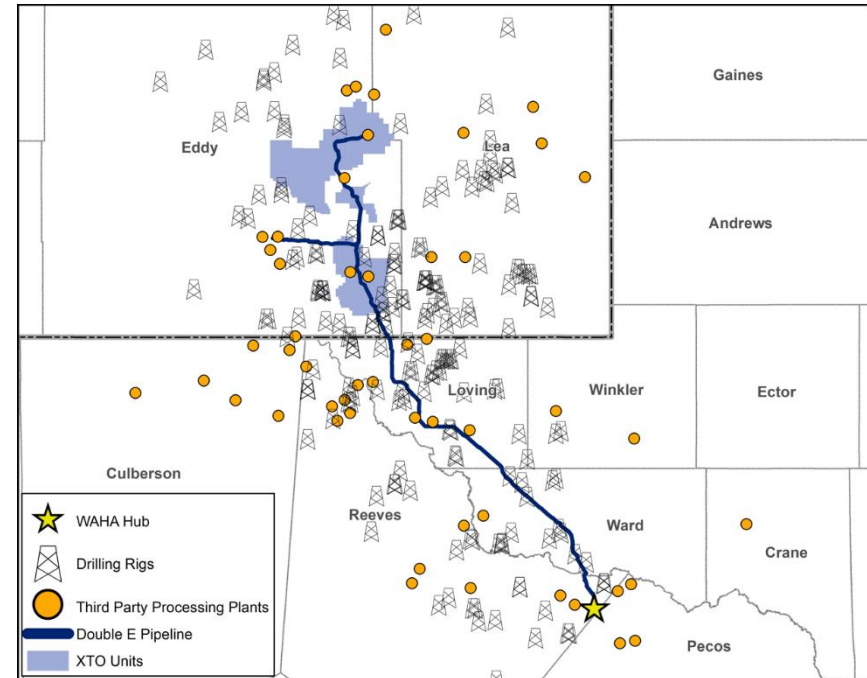 Gaines
Eddy
Lea
Andrews
Loving
Winkler
Ector
Culberson
Reeves
Ward
Crane
Pecos
WAHA Hub
Drilling Rigs
Third Party Processing Plants
Double E Pipeline
XTO Units